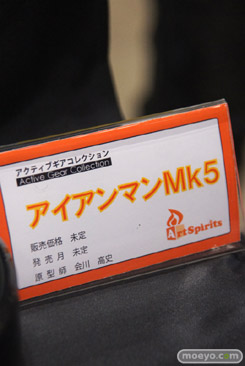 アクティブギアコレクション
Active Gear Collection
アイアンマンMk5
販売価格 未定
発売月 未定
原型師 会川 高史
ArtSpirits
moeyo.com